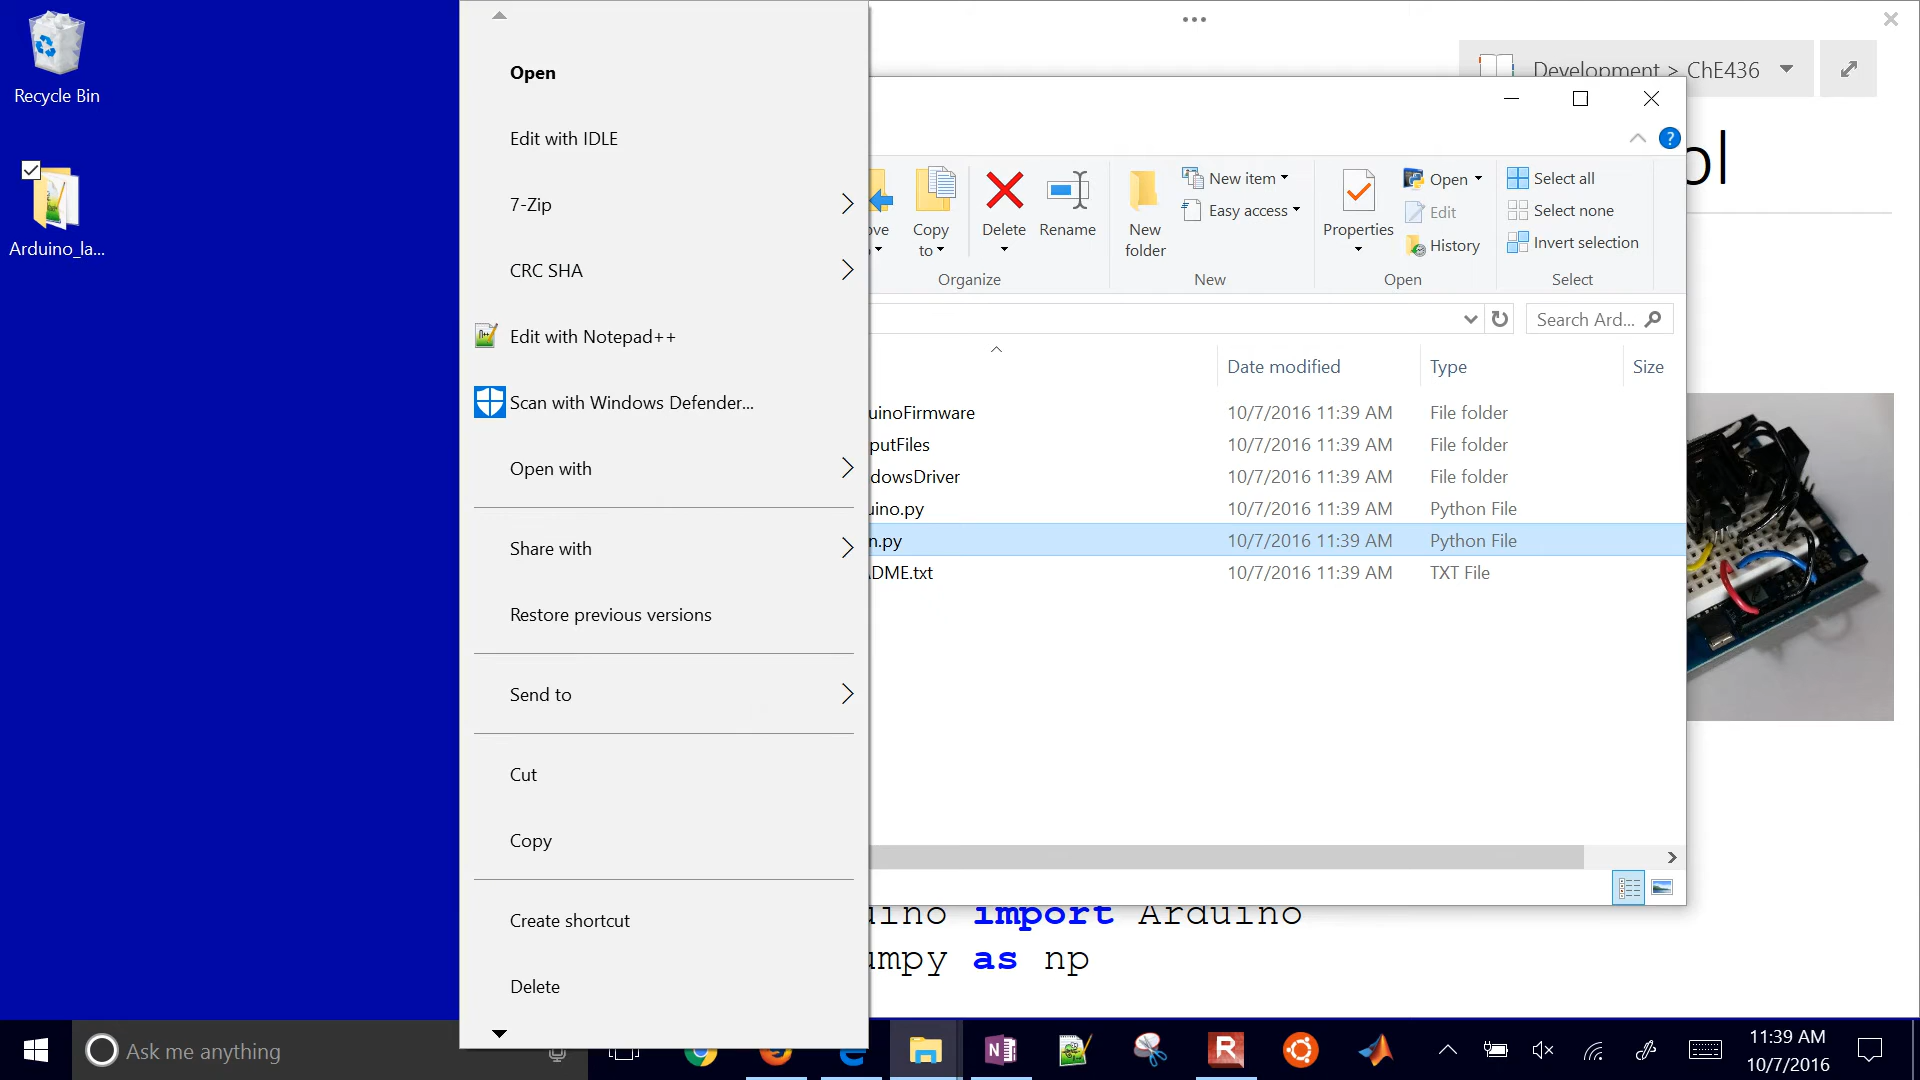 Recycle Bin
Arduino_la...
Open
Edit with IDLE
7-Zip
CRC SHA
Edit with Notepad++
Scan with Windows Defender...
Open with
Share with
Restore previous versions
Send to
Cut
Copy
Create shortcut
Delete
Development > ChE436
ol
ove
Copy to
Delete
Rename
Organize
New folder
New item
Easy access
New
Properties
Open
Edit
History
Open
Select all
Select none
Invert selection
Select
Search Ard...
Date modified Type Size
uinoFirmware 10/7/2016 11:39 AM File folder
putFiles 10/7/2016 11:39 AM File folder
dowsDriver 10/7/2016 11:39 AM File folder
uino.py 10/7/2016 11:39 AM Python File
n.py 10/7/2016 11:39 AM Python File
DME.txt 10/7/2016 11:39 AM TXT File
uino import Arduino
umpy as np
Ask me anything
11:39 AM
10/7/2016